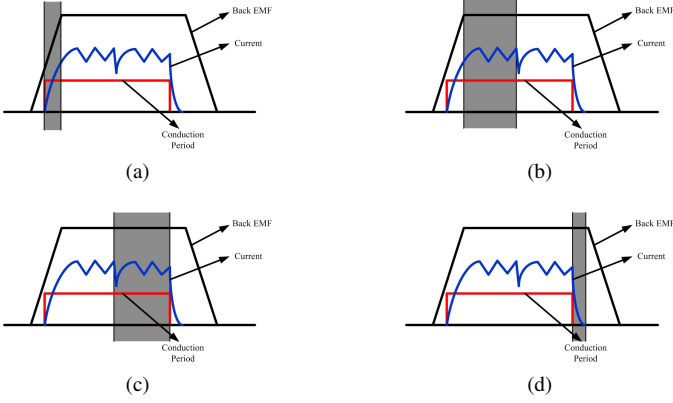 Back EMF
Current
Conduction
Period
(a)
Back EMF
Current
Conduction
Period
(b)
Back EMF
Current
Conduction
Period
(c)
Back EMF
Current
Conduction
Period
(d)